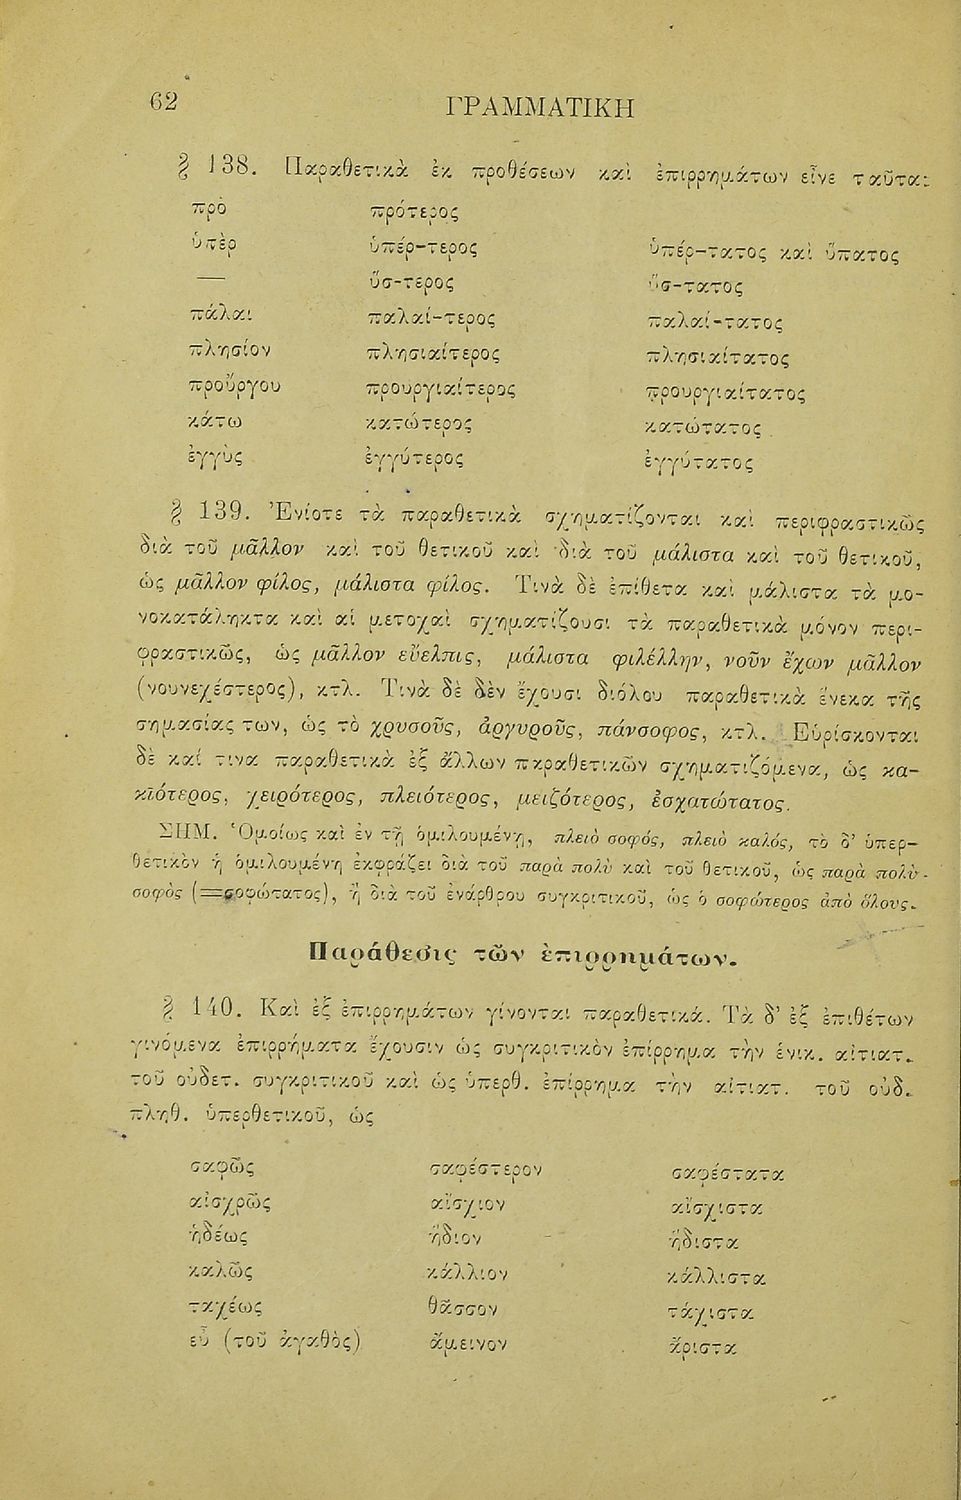 62 ΓΡΑΜΜΑΤΙΚΗ
§ 138. Παραθετικὰ ἐκ προθέσεων καὶ ἐπιρρημάτων εἶνε ταῦτα:
πρὸ πρότερος
ὑπὲρ ὑπέρ-τερος ὑπέρ-τατος καὶ ὕπατος
— ὕσ-τερος ὕσ-τατος
πάλαι παλαί-τερος παλαί-τατος
πλησίον πλησιαίτερος πλησιαίτατος
προὔργου προυργιαίτερος προυργιαίτατος
κάτω κατώτερος κατώτατος
ἐγγὺς ἐγγύτερος ἐγγύτατος
§ 139. Ἐνίοτε τὰ παραθετικὰ σχηματίζονται καὶ περιφραστικῶς
διὰ τοῦ μᾶλλον καὶ τοῦ θετικοῦ καὶ διὰ τοῦ μάλιστα καὶ τοῦ θετικοῦ,
ὡς μᾶλλον φίλος, μάλιστα φίλος. Τινὰ δὲ ἐπίθετα καὶ μάλιστα τὰ μο-
νοκατάληκτα καὶ αἱ μετοχαὶ σχηματίζουσι τὰ παραθετικὰ μόνον περι-
φραστικῶς, ὡς μᾶλλον εὔελπις, μάλιστα φιλέλλην, νοῦν ἔχων μᾶλλον
(νουνεχέστερος), κτλ. Τινὰ δὲ δὲν ἔχουσι διόλου παραθετικὰ ἕνεκα τῆς
σημασίας των, ὡς τὸ χρυσοῦς, ἀργυροῦς, πάνσοφος, κτλ. Εὑρίσκονται
δὲ καί τινα παραθετικὰ ἐξ ἄλλων παραθετικῶν σχηματιζόμενα, ὡς κα-
κιότερος, χειρότερος, πλειότερος, μειζότερος, ἐσχατώτατος.
ΣΗΜ. Ὁμοίως καὶ ἐν τῇ ὁμιλουμένῃ, πλειὸ σοφός, πλειὸ καλός, τὸ δ' ὑπερ-
θετικὸν ἡ ὁμιλουμένη ἐκφράζει διὰ τοῦ παρὰ πολὺ καὶ τοῦ θετικοῦ, ὡς παρὰ πολὺ-
σοφὸς (=σοφώτατος), ἢ διὰ τοῦ ἐνάρθρου συγκριτικοῦ, ὡς ὁ σοφώτερος ἀπὸ ὅλους.
Παράθεσις τῶν ἐπιρρημάτων.
§ 140. Καὶ ἐξ ἐπιρρημάτων γίνονται παραθετικά. Τὰ δ' ἐξ ἐπιθέτων
γινόμενα ἐπιρρήματα ἔχουσιν ὡς συγκριτικὸν ἐπίρρημα τὴν ἑνικ. αἰτιατ.
τοῦ οὐδετ. συγκριτικοῦ καὶ ὡς ὑπερθ. ἐπίρρημα τὴν αἰτιατ. τοῦ οὐδ.
πληθ. ὑπερθετικοῦ, ὡς
σαφῶς σαφέστερον σαφέστατα
αἰσχρῶς αἴσχιον αἴσχιστα
ἡδέως ἥδιον ἥδιστα
καλῶς κάλλιον κάλλιστα
ταχέως θᾶσσον τάχιστα
εὖ (τοῦ ἀγαθὸς) ἄμεινον ἄριστα